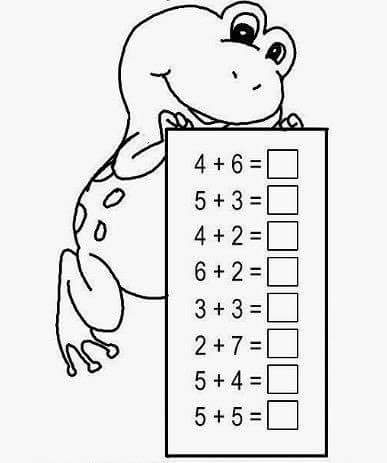 4 + 6 =
5 + 3 =
4 + 2 =
6 + 2 =
3 + 3 =
2 + 7 =
5 + 4 =
5 + 5 =